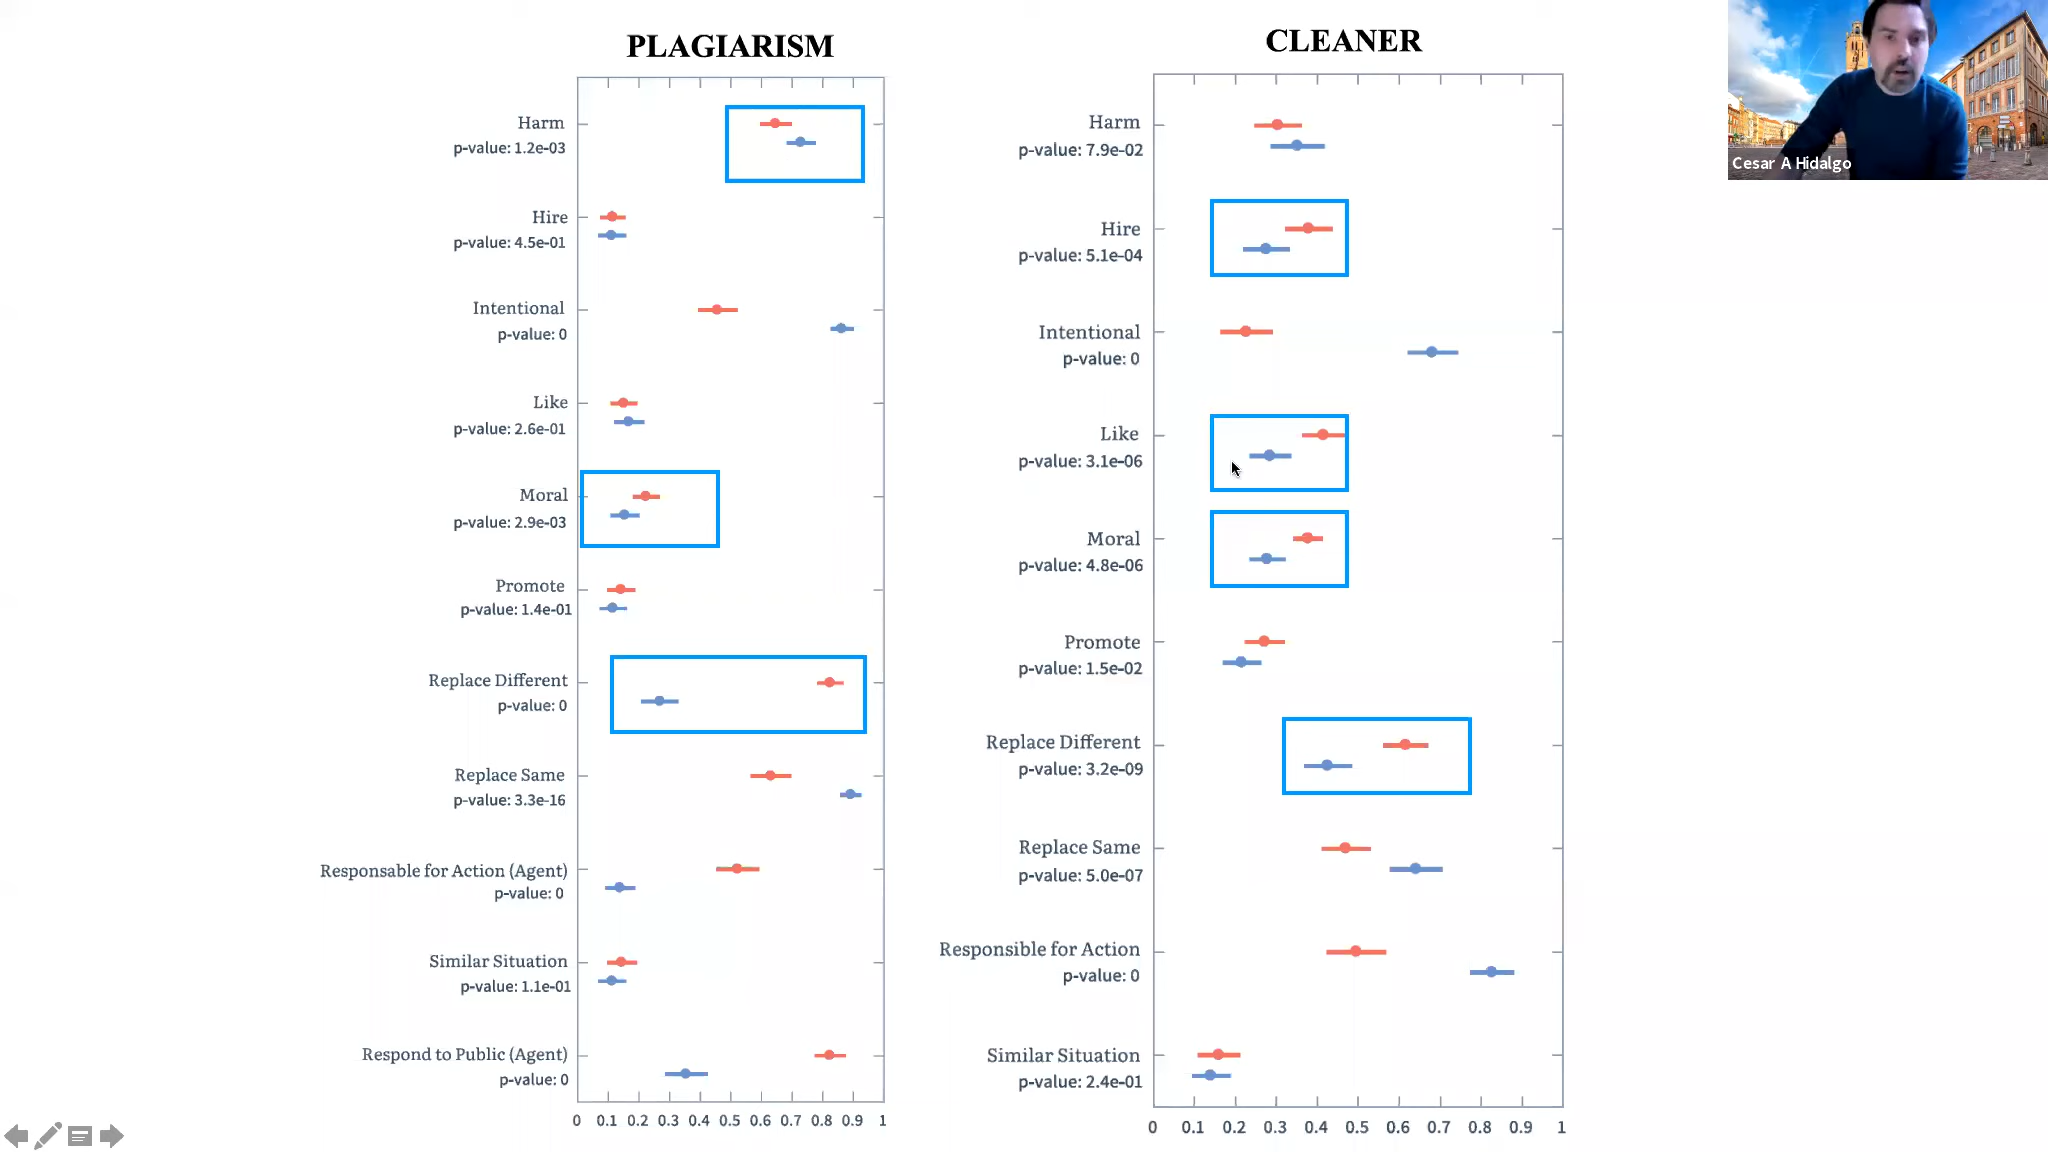 PLAGIARISM
Harm
p-value: 1.2e-03
Hire
p-value: 4.5e-01
Intentional
p-value: 0
Like
p-value: 2.6e-01
Moral
p-value: 2.9e-03
Promote
p-value: 1.4e-01
Replace Different
p-value: 0
Replace Same
p-value: 3.3e-16
Responsable for Action (Agent)
p-value: 0
Similar Situation
p-value: 1.1e-01
Respond to Public (Agent)
p-value: 0
0 0.1 0.2 0.3 0.4 0.5 0.6 0.7 0.8 0.9 1
CLEANER
Harm
p-value: 7.9e-02
Hire
p-value: 5.1e-04
Intentional
p-value: 0
Like
p-value: 3.1e-06
Moral
p-value: 4.8e-06
Promote
p-value: 1.5e-02
Replace Different
p-value: 3.2e-09
Replace Same
p-value: 5.0e-07
Responsible for Action
p-value: 0
Similar Situation
p-value: 2.4e-01
0 0.1 0.2 0.3 0.4 0.5 0.6 0.7 0.8 0.9 1
Cesar A Hidalgo